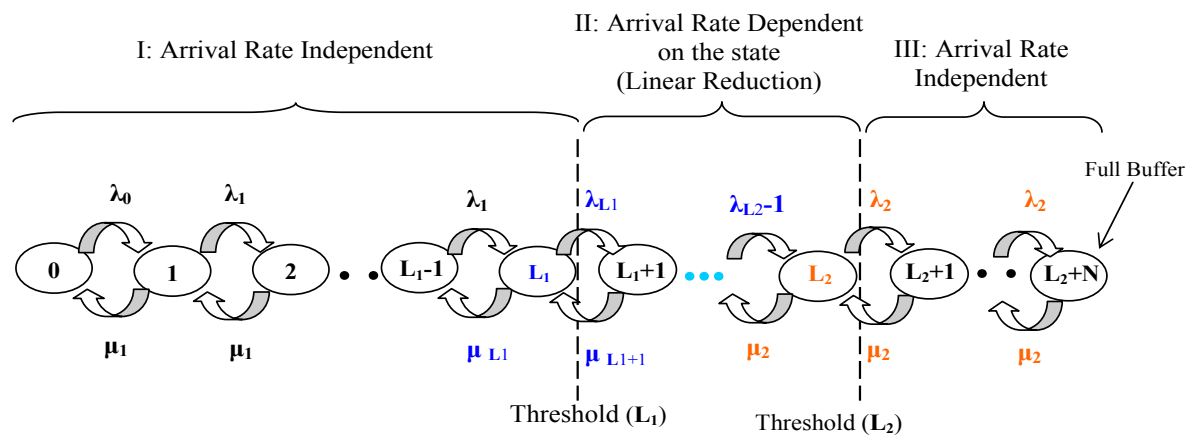 I: Arrival Rate Independent
II: Arrival Rate Dependent
on the state
(Linear Reduction)
III: Arrival Rate
Independent
Full Buffer
λ₀ λ₁ λ₁ λL1 λL2-1 λ₂ λ₂
0 1 2 L₁-1 L₁ L₁+1 L₂ L₂+1 L₂+N
μ₁ μ₁ μ L1 μ L1+1 μ₂ μ₂ μ₂
Threshold (L₁)
Threshold (L₂)